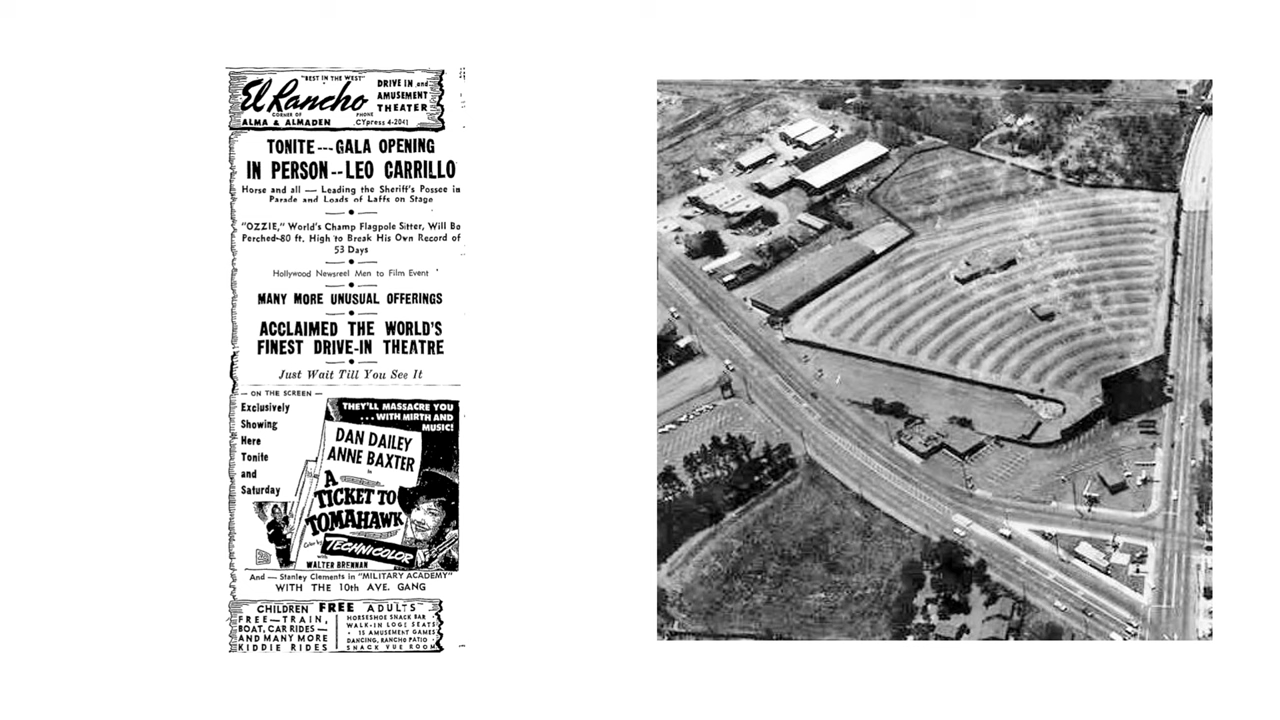 "BEST IN THE WEST"
El Rancho
DRIVE IN and
AMUSEMENT
THEATER
CORNER OF
ALMA & ALMADEN
PHONE
CYpress 4-2041
TONITE---GALA OPENING
IN PERSON--LEO CARRILLO
Horse and all — Leading the Sheriff's Possee in
Parade and Loads of Laffs on Stage
"OZZIE," World's Champ Flagpole Sitter, Will Be
Perched-80 ft. High to Break His Own Record of
53 Days
Hollywood Newsreel Men to Film Event
MANY MORE UNUSUAL OFFERINGS
ACCLAIMED THE WORLD'S
FINEST DRIVE-IN THEATRE
Just Wait Till You See It
— ON THE SCREEN —
Exclusively
Showing
Here
Tonite
and
Saturday
THEY'LL MASSACRE YOU
...WITH MIRTH AND
MUSIC!
DAN DAILEY
ANNE BAXTER
in
A
TICKET TO
TOMAHAWK
Color by
TECHNICOLOR
with
WALTER BRENNAN
And — Stanley Clements in "MILITARY ACADEMY"
WITH THE 10th AVE. GANG
CHILDREN FREE ADULTS
FREE—TRAIN,
BOAT, CAR RIDES—
AND MANY MORE
KIDDIE RIDES
HORSESHOE SNACK BAR
WALK-IN LOGE SEATS
• 15 AMUSEMENT GAMES
DANCING, RANCHO PATIO •
SNACK VUE ROOM